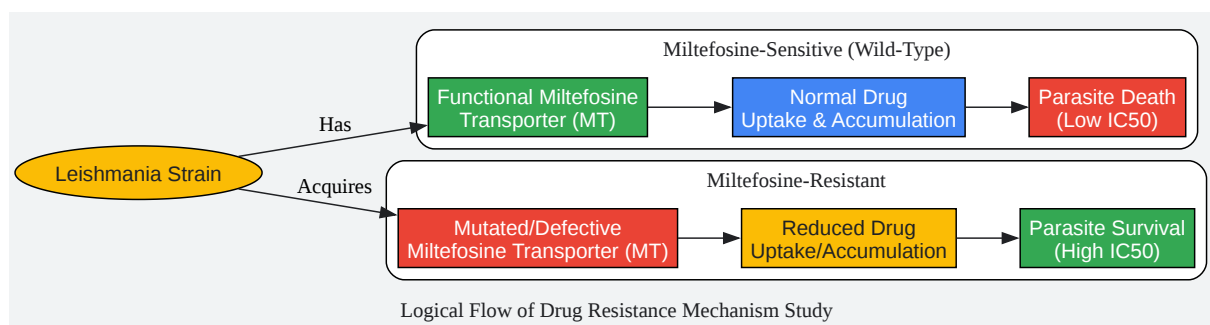 Miltefosine-Sensitive (Wild-Type)
Functional Miltefosine
Transporter (MT)
Normal Drug
Uptake & Accumulation
Parasite Death
(Low IC50)
Has
Leishmania Strain
Acquires
Miltefosine-Resistant
Mutated/Defective
Miltefosine Transporter (MT)
Reduced Drug
Uptake/Accumulation
Parasite Survival
(High IC50)
Logical Flow of Drug Resistance Mechanism Study